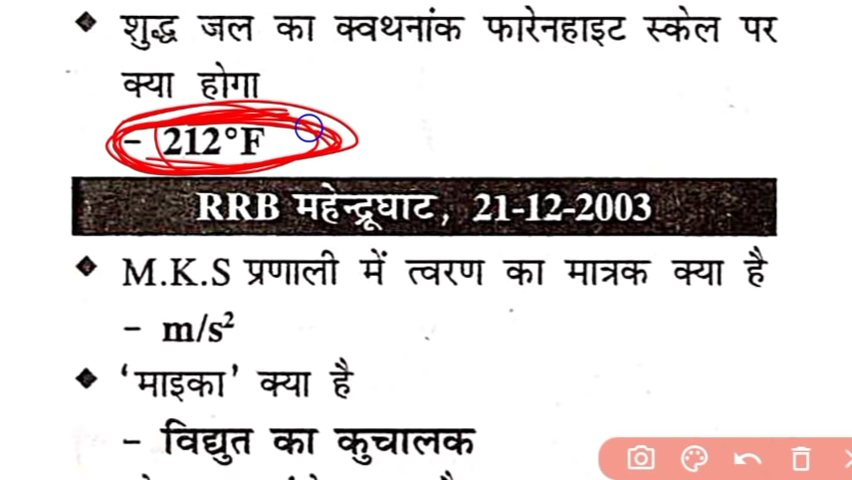 ◆ शुद्ध जल का क्वथनांक फारेनहाइट स्केल पर
क्या होगा
– 212°F
RRB महेन्द्रूघाट, 21-12-2003
◆ M.K.S प्रणाली में त्वरण का मात्रक क्या है
– m/s²
◆ ‘माइका’ क्या है
– विद्युत का कुचालक